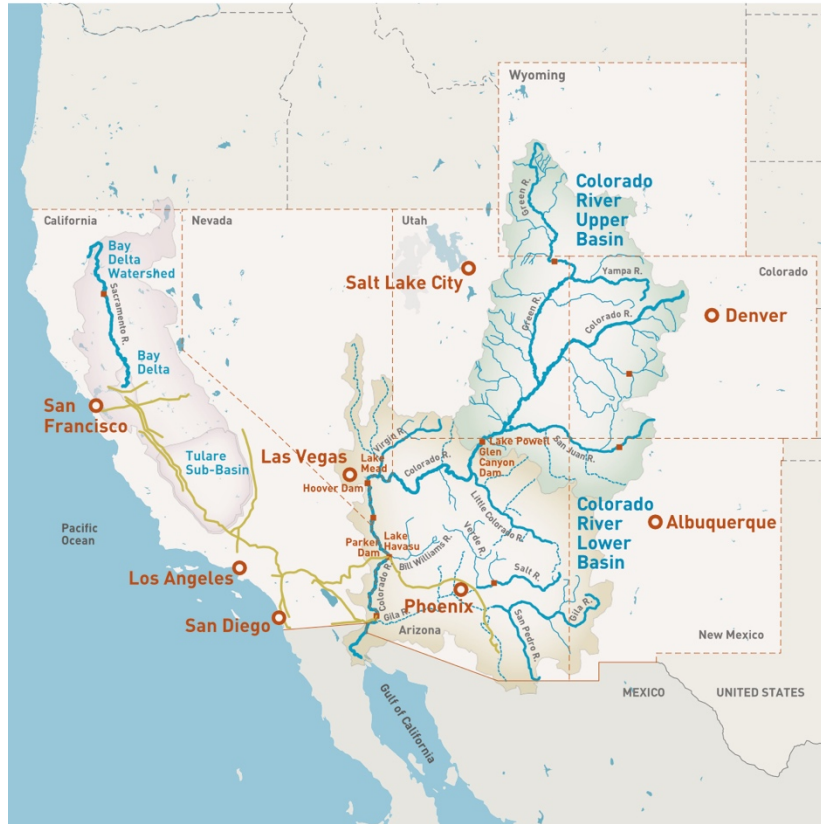 Wyoming
Green R.
Colorado
River
Upper
Basin
California
Nevada
Utah
Bay
Delta
Watershed
Sacramento R.
Salt Lake City
Yampa R.
Colorado
Green R.
Colorado R.
Denver
Bay
Delta
San
Francisco
Tulare
Sub-Basin
Las Vegas
Virgin R.
Lake
Mead
Hoover Dam
Colorado R.
Lake Powell
Glen
Canyon
Dam
San Juan R.
Little Colorado R.
Colorado
River
Lower
Basin
Albuquerque
Pacific
Ocean
Parker
Dam
Lake
Havasu
Bill Williams R.
Verde R.
Salt R.
Los Angeles
Colorado R.
Phoenix
San Diego
Gila R.
Gila R.
San Pedro R.
Arizona
New Mexico
Gulf of California
MEXICO
UNITED STATES